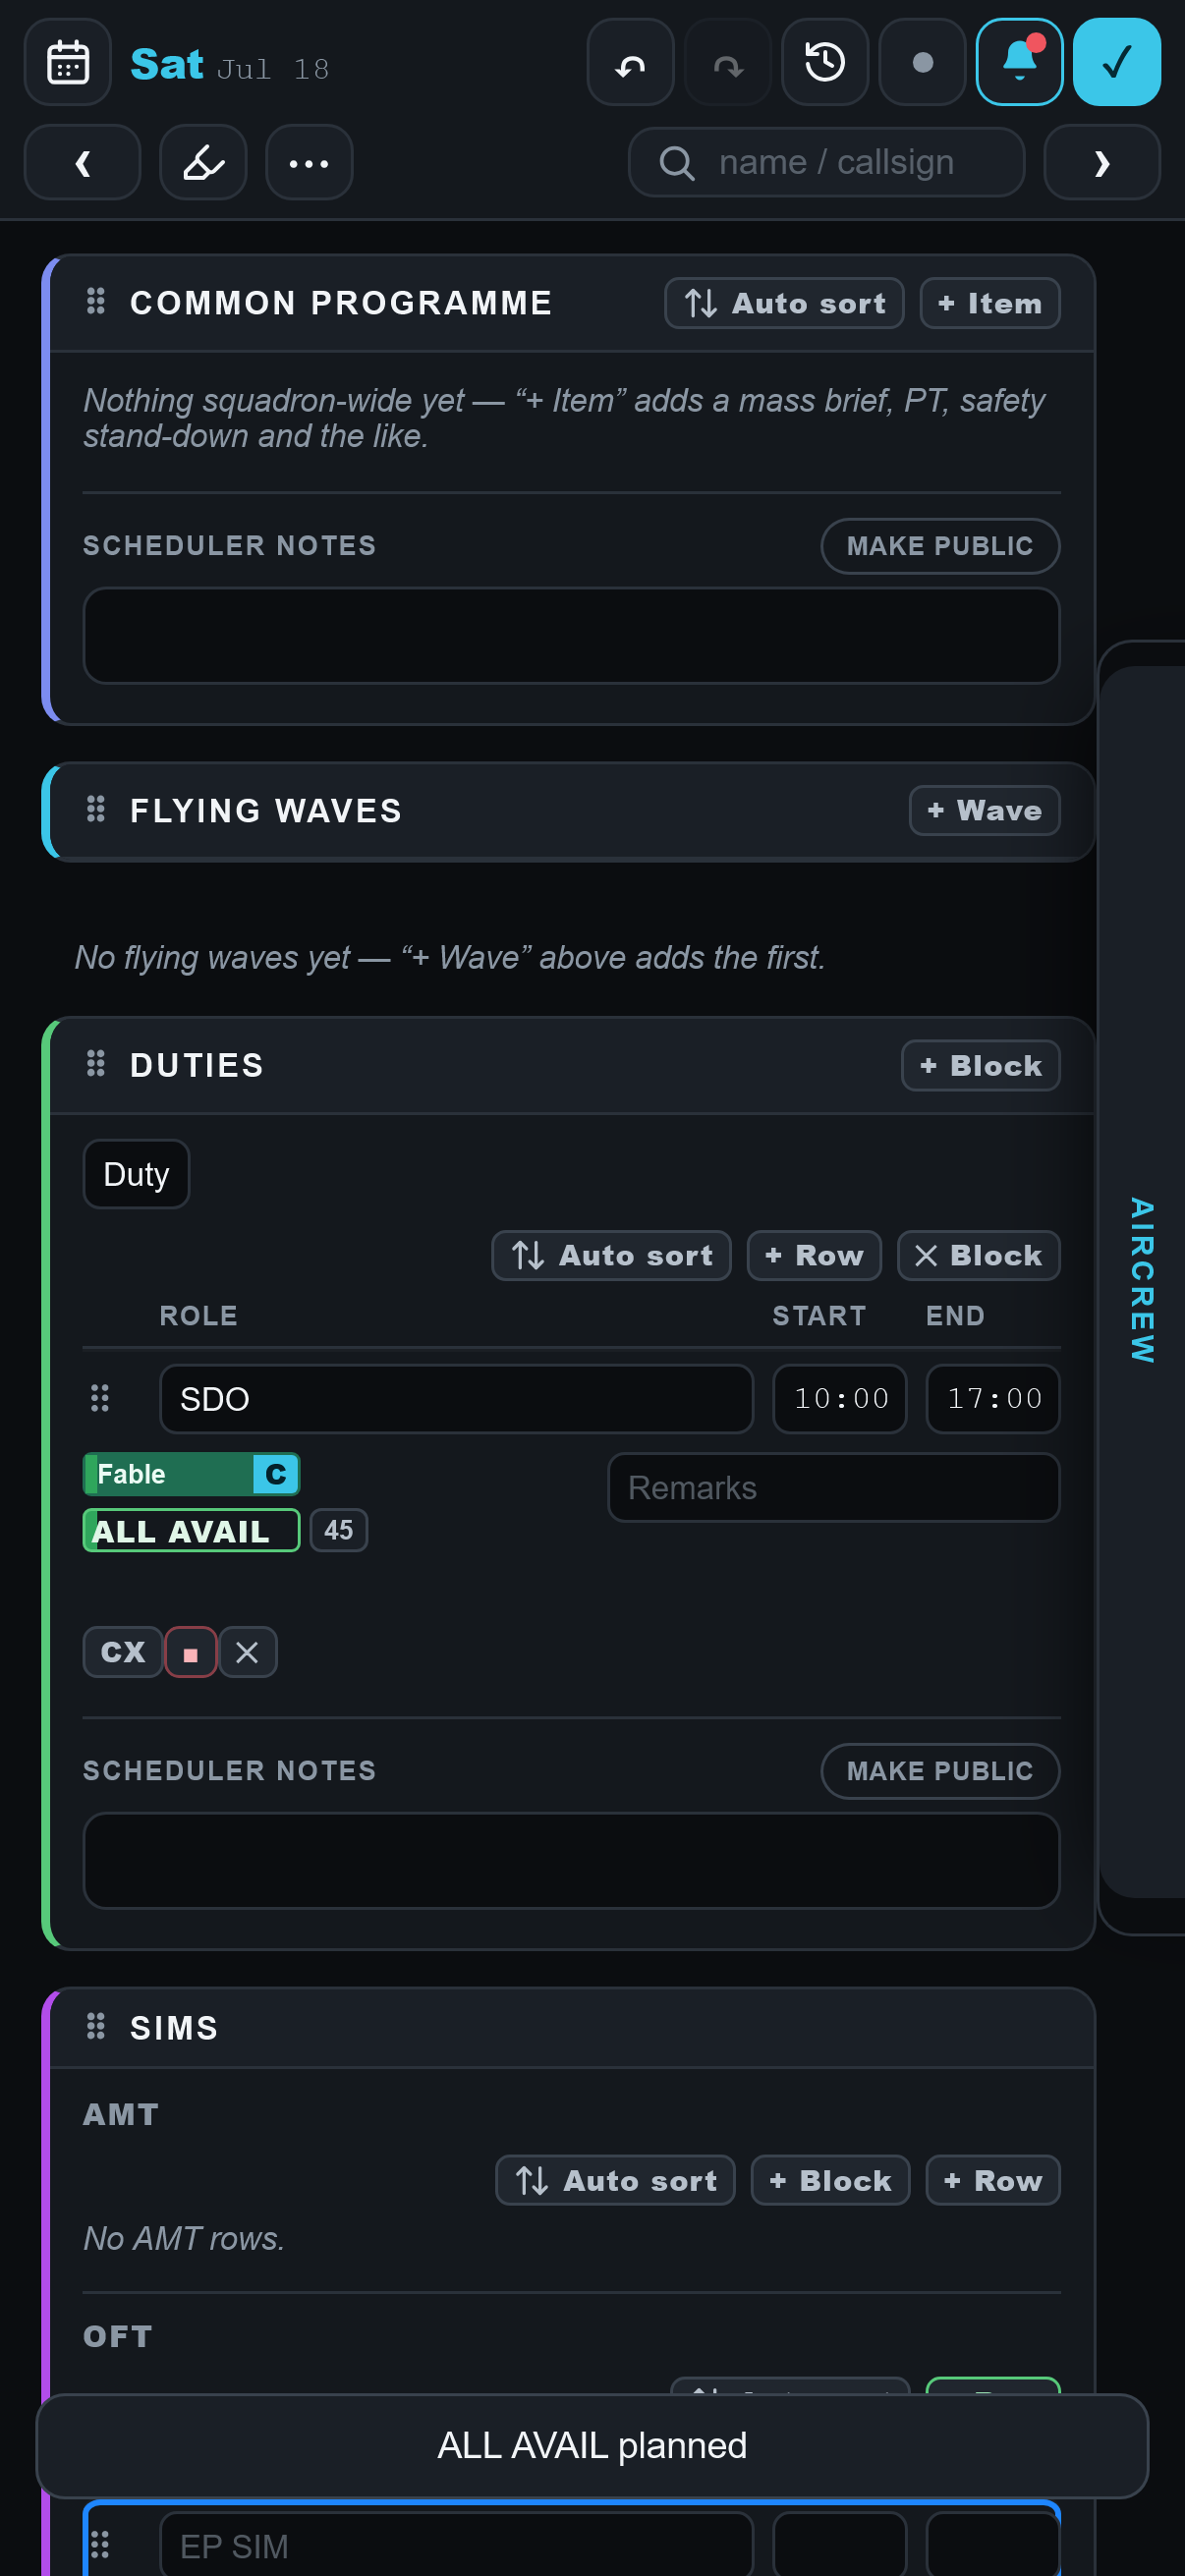 Sat Jul 18
name / callsign
COMMON PROGRAMME
Auto sort
+ Item
Nothing squadron-wide yet — “+ Item” adds a mass brief, PT, safety
stand-down and the like.
SCHEDULER NOTES
MAKE PUBLIC
FLYING WAVES
+ Wave
No flying waves yet — “+ Wave” above adds the first.
DUTIES
+ Block
Duty
Auto sort
+ Row
× Block
ROLE
START
END
SDO
10:00
17:00
Fable
C
Remarks
ALL AVAIL
45
CX
SCHEDULER NOTES
MAKE PUBLIC
AIRCREW
SIMS
AMT
Auto sort
+ Block
+ Row
No AMT rows.
OFT
ALL AVAIL planned
EP SIM